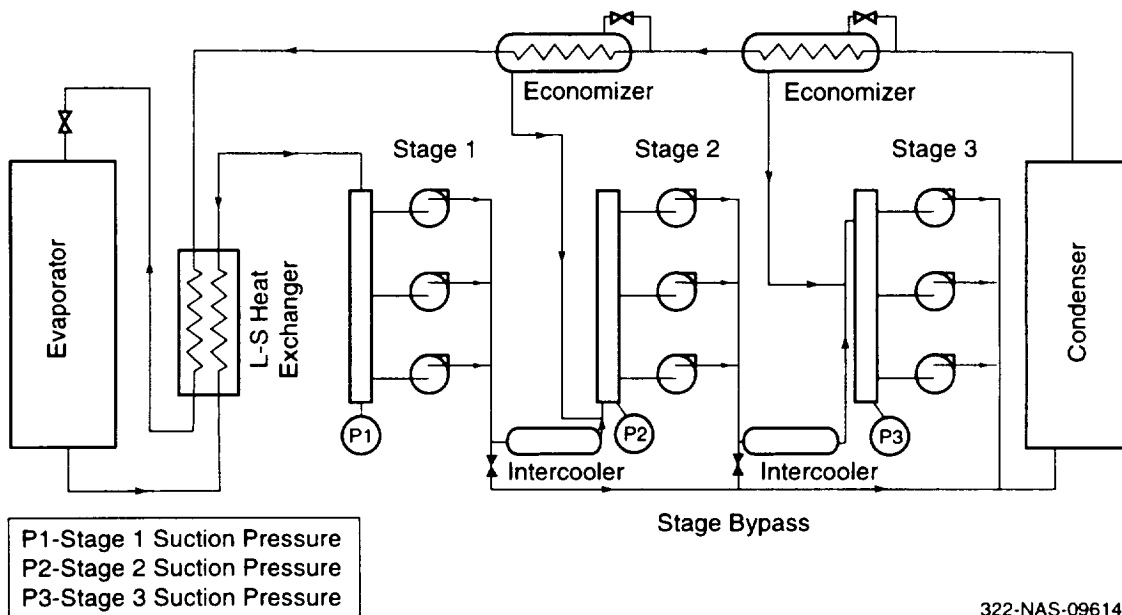 Economizer
Economizer
Stage 1
Stage 2
Stage 3
Evaporator
L-S Heat
Exchanger
Condenser
P1
P2
P3
Intercooler
Intercooler
Stage Bypass
P1-Stage 1 Suction Pressure
P2-Stage 2 Suction Pressure
P3-Stage 3 Suction Pressure
322-NAS-09614